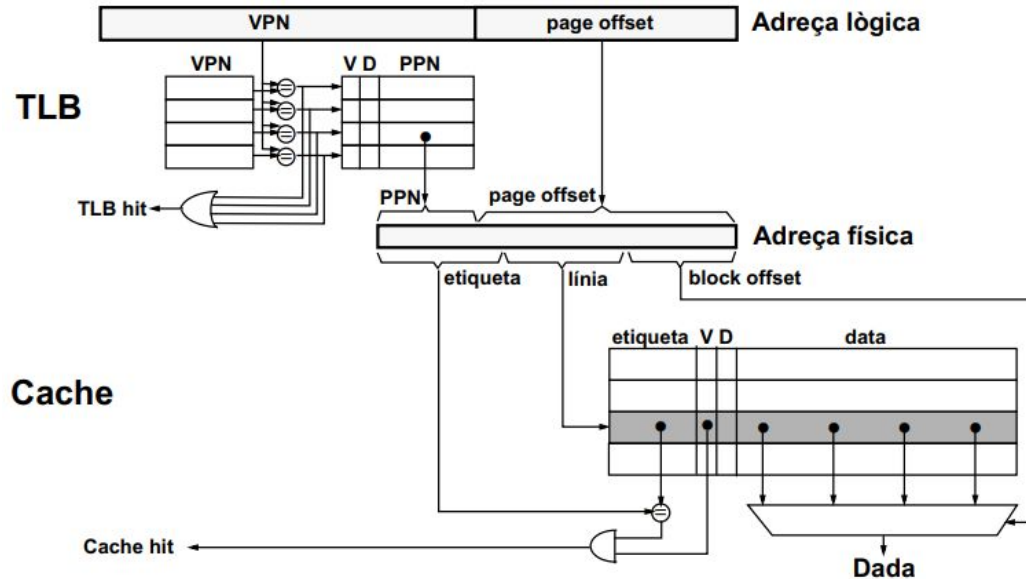 VPN page offset Adreça lògica
VPN V D PPN
TLB
PPN page offset
TLB hit
Adreça física
etiqueta línia block offset
etiqueta V D data
Cache
Cache hit
Dada